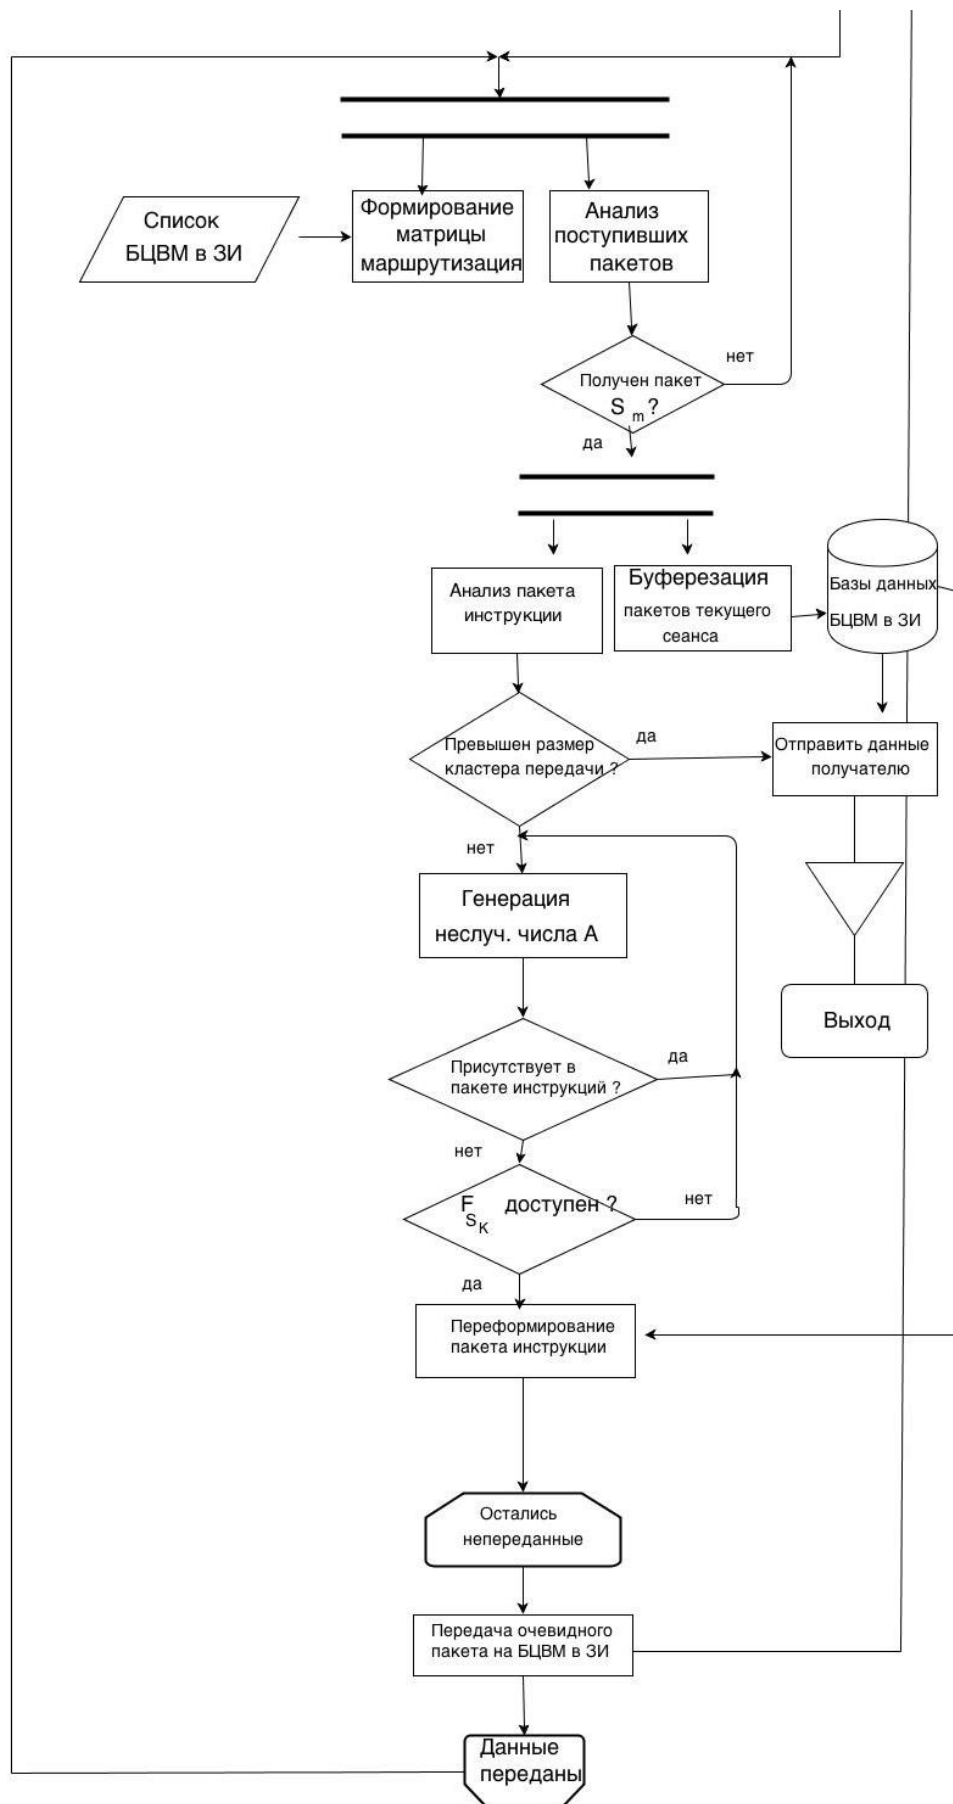 Список
БЦВМ в ЗИ
Формирование
матрицы
маршрутизация
Анализ
поступивших
пакетов
нет
Получен пакет
S m ?
да
Анализ пакета
инструкции
Буферезация
пакетов текущего
сеанса
Базы данных
БЦВМ в ЗИ
Превышен размер
кластера передачи ?
да
Отправить данные
получателю
нет
Генерация
неслуч. числа А
Выход
Присутствует в
пакете инструкций ?
да
нет
F S K доступен ?
нет
да
Переформирование
пакета инструкции
Остались
непереданные
Передача очевидного
пакета на БЦВМ в ЗИ
Данные
переданы